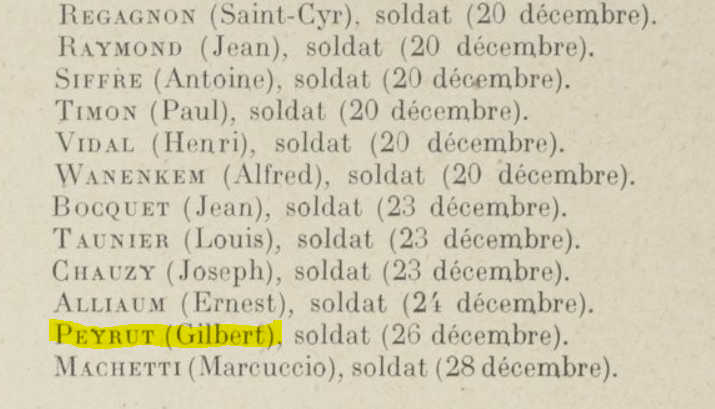 REGAGNON (Saint-Cyr), soldat (20 décembre).
RAYMOND (Jean), soldat (20 décembre).
SIFFRE (Antoine), soldat (20 décembre).
TIMON (Paul), soldat (20 décembre).
VIDAL (Henri), soldat (20 décembre).
WANENKEM (Alfred), soldat (20 décembre).
BOCQUET (Jean), soldat (23 décembre).
TAUNIER (Louis), soldat (23 décembre).
CHAUZY (Joseph), soldat (23 décembre).
ALLIAUM (Ernest), soldat (24 décembre).
PEYRUT (Gilbert), soldat (26 décembre).
MACHETTI (Marcuccio), soldat (28 décembre).